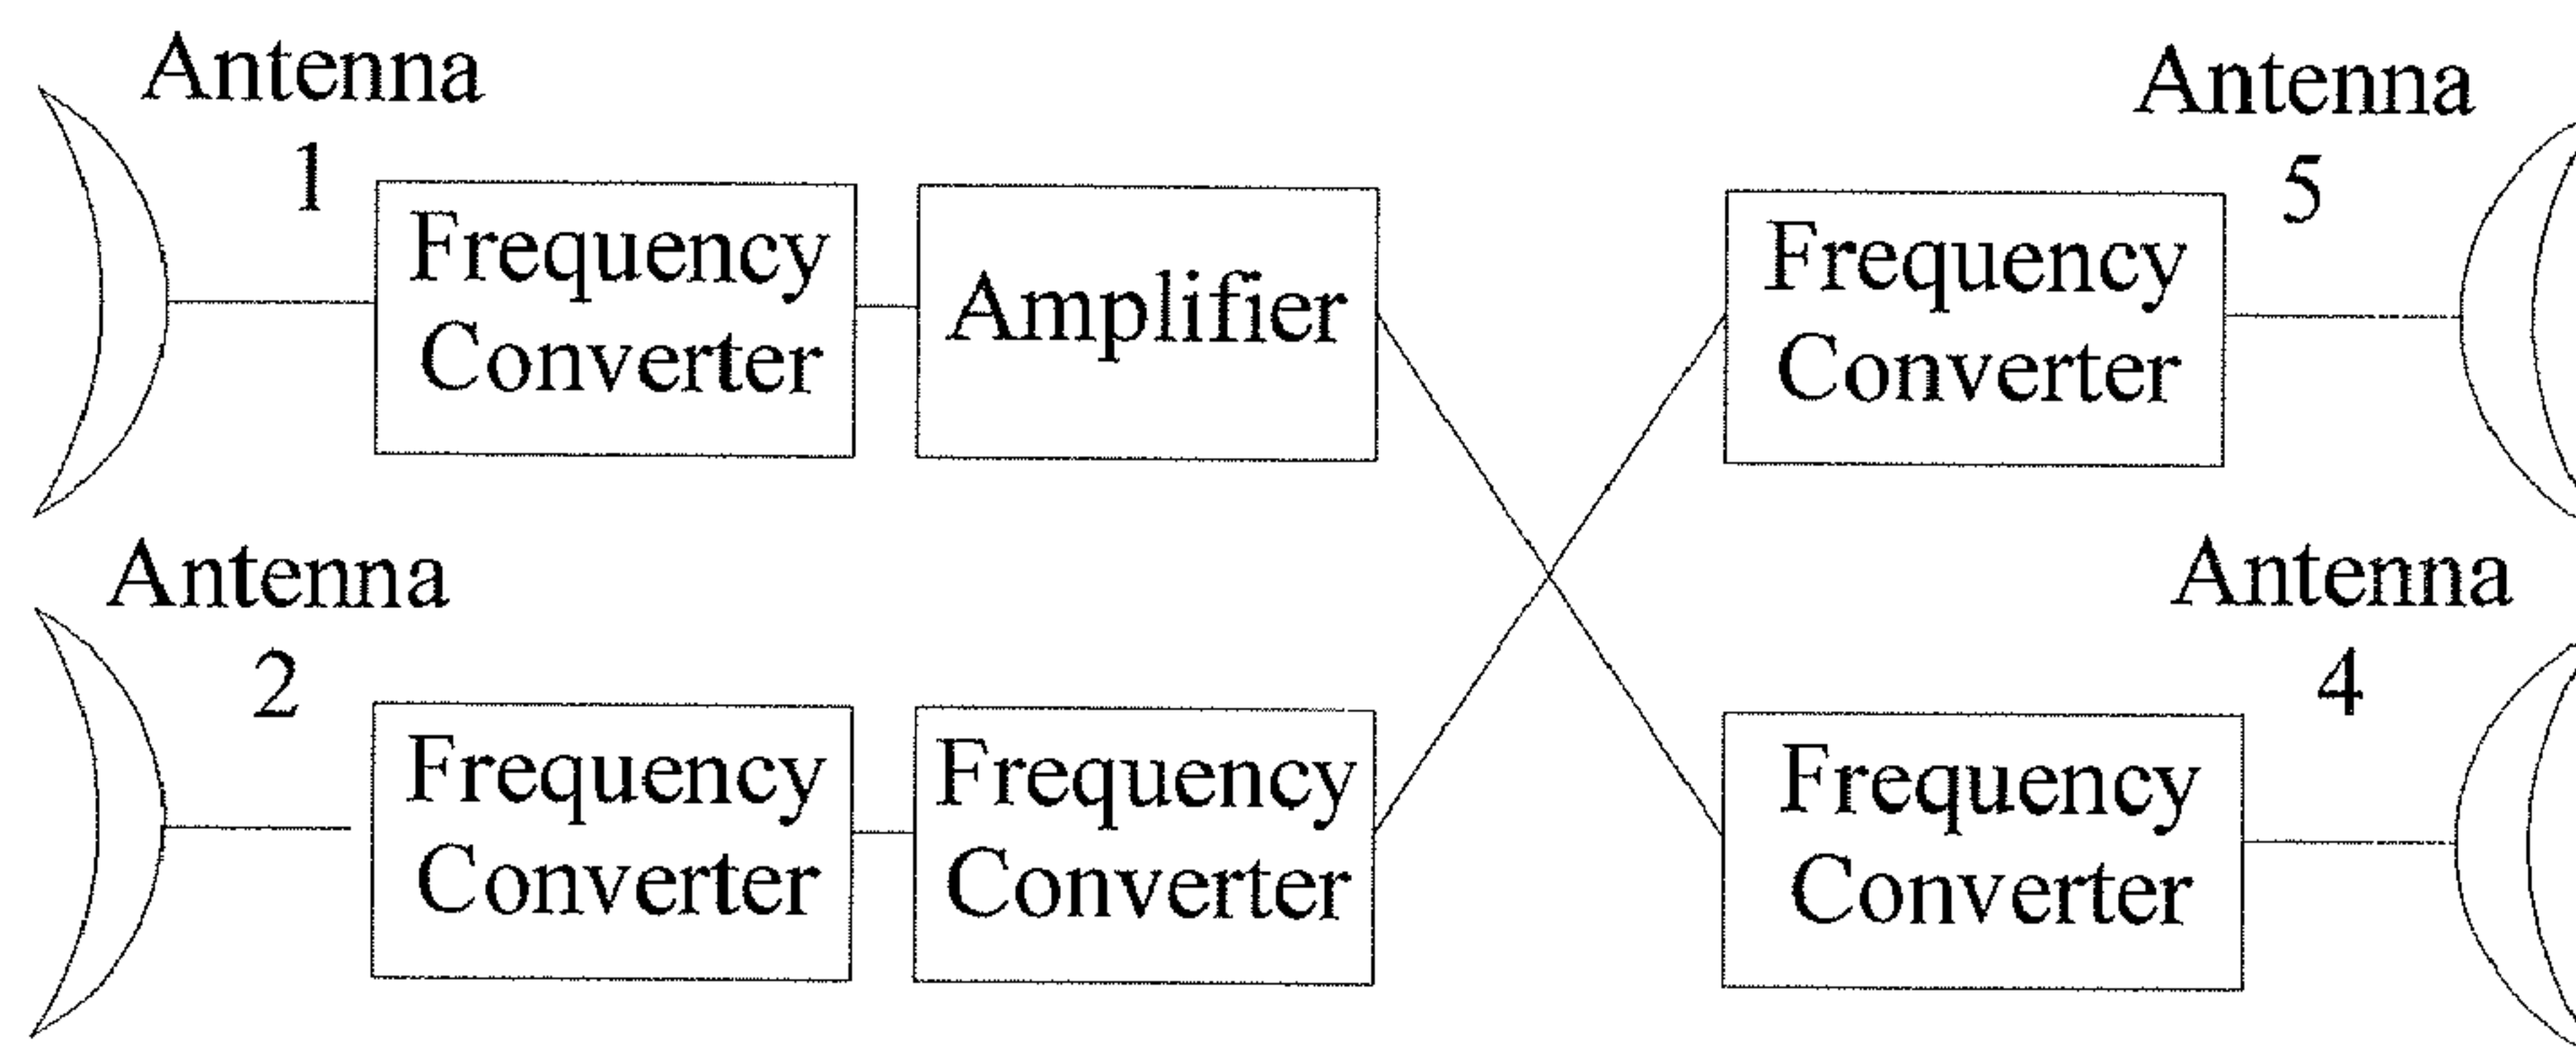 Antenna
1
Frequency
Converter
Amplifier
Frequency
Converter
Antenna
5
Antenna
2
Frequency
Converter
Frequency
Converter
Frequency
Converter
Antenna
4